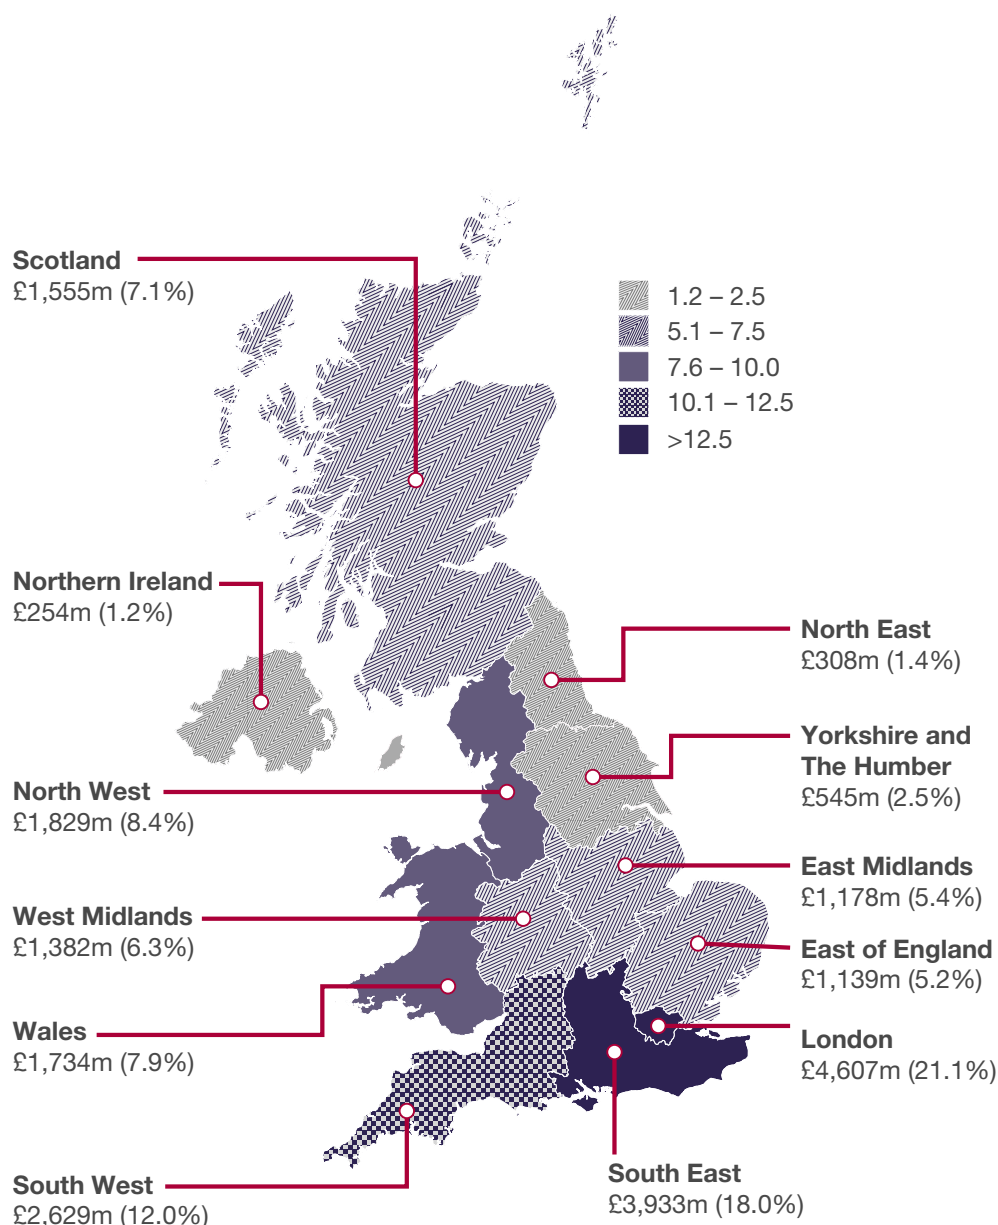 Scotland
£1,555m (7.1%)
1.2 – 2.5
5.1 – 7.5
7.6 – 10.0
10.1 – 12.5
>12.5
Northern Ireland
£254m (1.2%)
North East
£308m (1.4%)
Yorkshire and
The Humber
£545m (2.5%)
North West
£1,829m (8.4%)
East Midlands
£1,178m (5.4%)
West Midlands
£1,382m (6.3%)
East of England
£1,139m (5.2%)
Wales
£1,734m (7.9%)
London
£4,607m (21.1%)
South West
£2,629m (12.0%)
South East
£3,933m (18.0%)